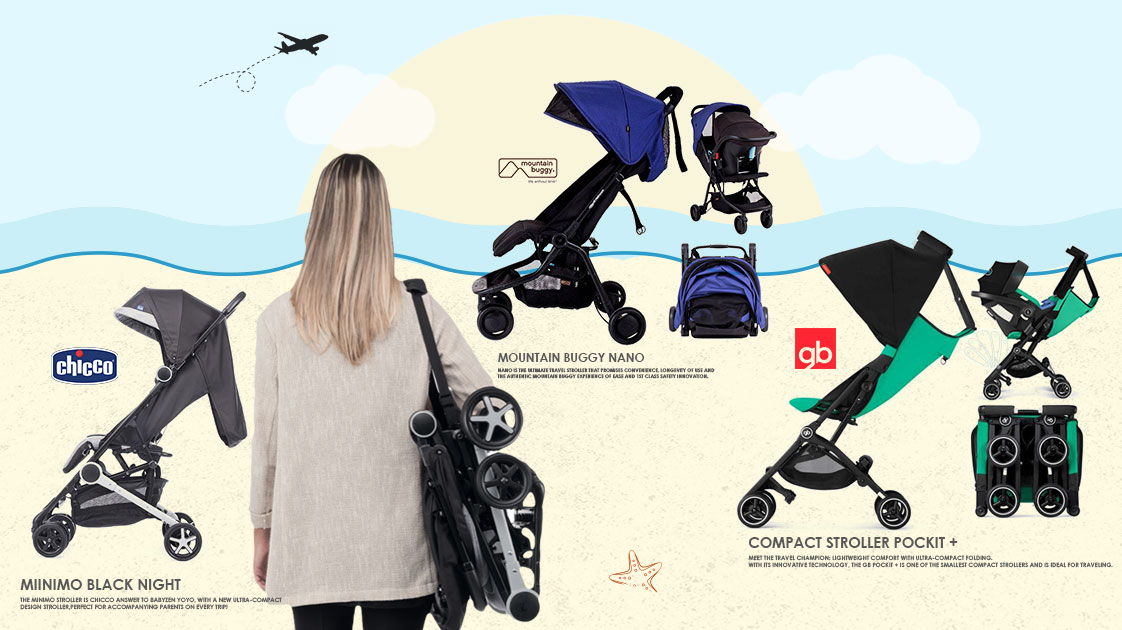 mountain
buggy.
life without limits™
MOUNTAIN BUGGY NANO
NANO IS THE ULTIMATE TRAVEL STROLLER THAT PROMISES CONVENIENCE, LONGEVITY OF USE AND
THE AUTHENTIC MOUNTAIN BUGGY EXPERIENCE OF EASE AND 1ST CLASS SAFETY INNOVATION.
chicco
gb
COMPACT STROLLER POCKIT +
MEET THE TRAVEL CHAMPION: LIGHTWEIGHT COMFORT WITH ULTRA-COMPACT FOLDING.
WITH ITS INNOVATIVE TECHNOLOGY, THE GB POCKIT + IS ONE OF THE SMALLEST COMPACT STROLLERS AND IS IDEAL FOR TRAVELING.
MIINIMO BLACK NIGHT
THE MINIMO STROLLER IS CHICCO ANSWER TO BABYZEN YOYO, WITH A NEW ULTRA-COMPACT
DESIGN STROLLER,PERFECT FOR ACCOMPANYING PARENTS ON EVERY TRIP!